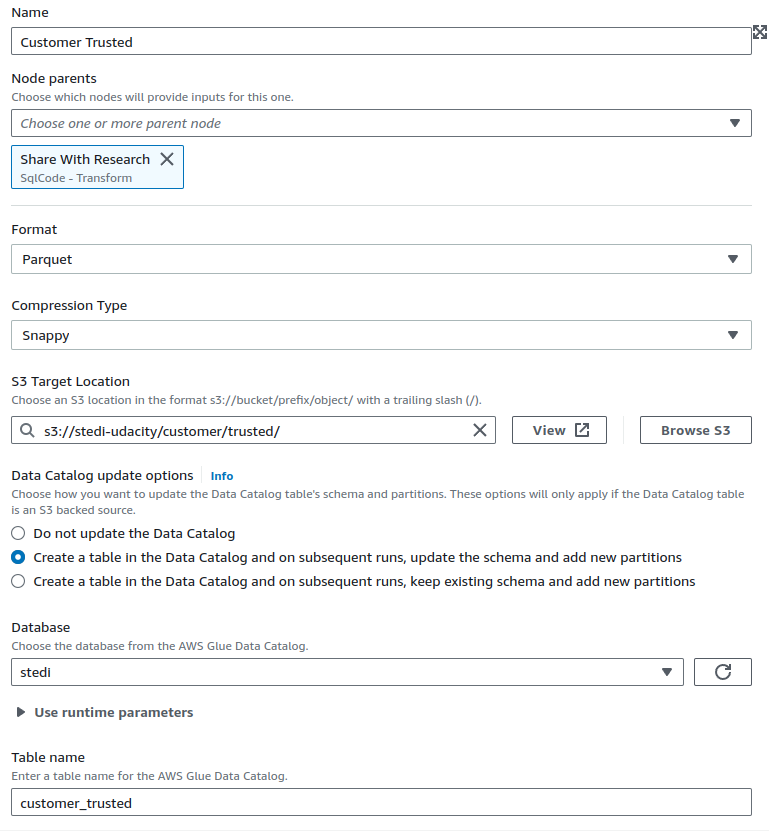 Name
Customer Trusted
Node parents
Choose which nodes will provide inputs for this one.
Choose one or more parent node
Share With Research
SqlCode - Transform
Format
Parquet
Compression Type
Snappy
S3 Target Location
Choose an S3 location in the format s3://bucket/prefix/object/ with a trailing slash (/).
s3://stedi-udacity/customer/trusted/
View
Browse S3
Data Catalog update options Info
Choose how you want to update the Data Catalog table's schema and partitions. These options will only apply if the Data Catalog table
is an S3 backed source.
Do not update the Data Catalog
Create a table in the Data Catalog and on subsequent runs, update the schema and add new partitions
Create a table in the Data Catalog and on subsequent runs, keep existing schema and add new partitions
Database
Choose the database from the AWS Glue Data Catalog.
stedi
Use runtime parameters
Table name
Enter a table name for the AWS Glue Data Catalog.
customer_trusted